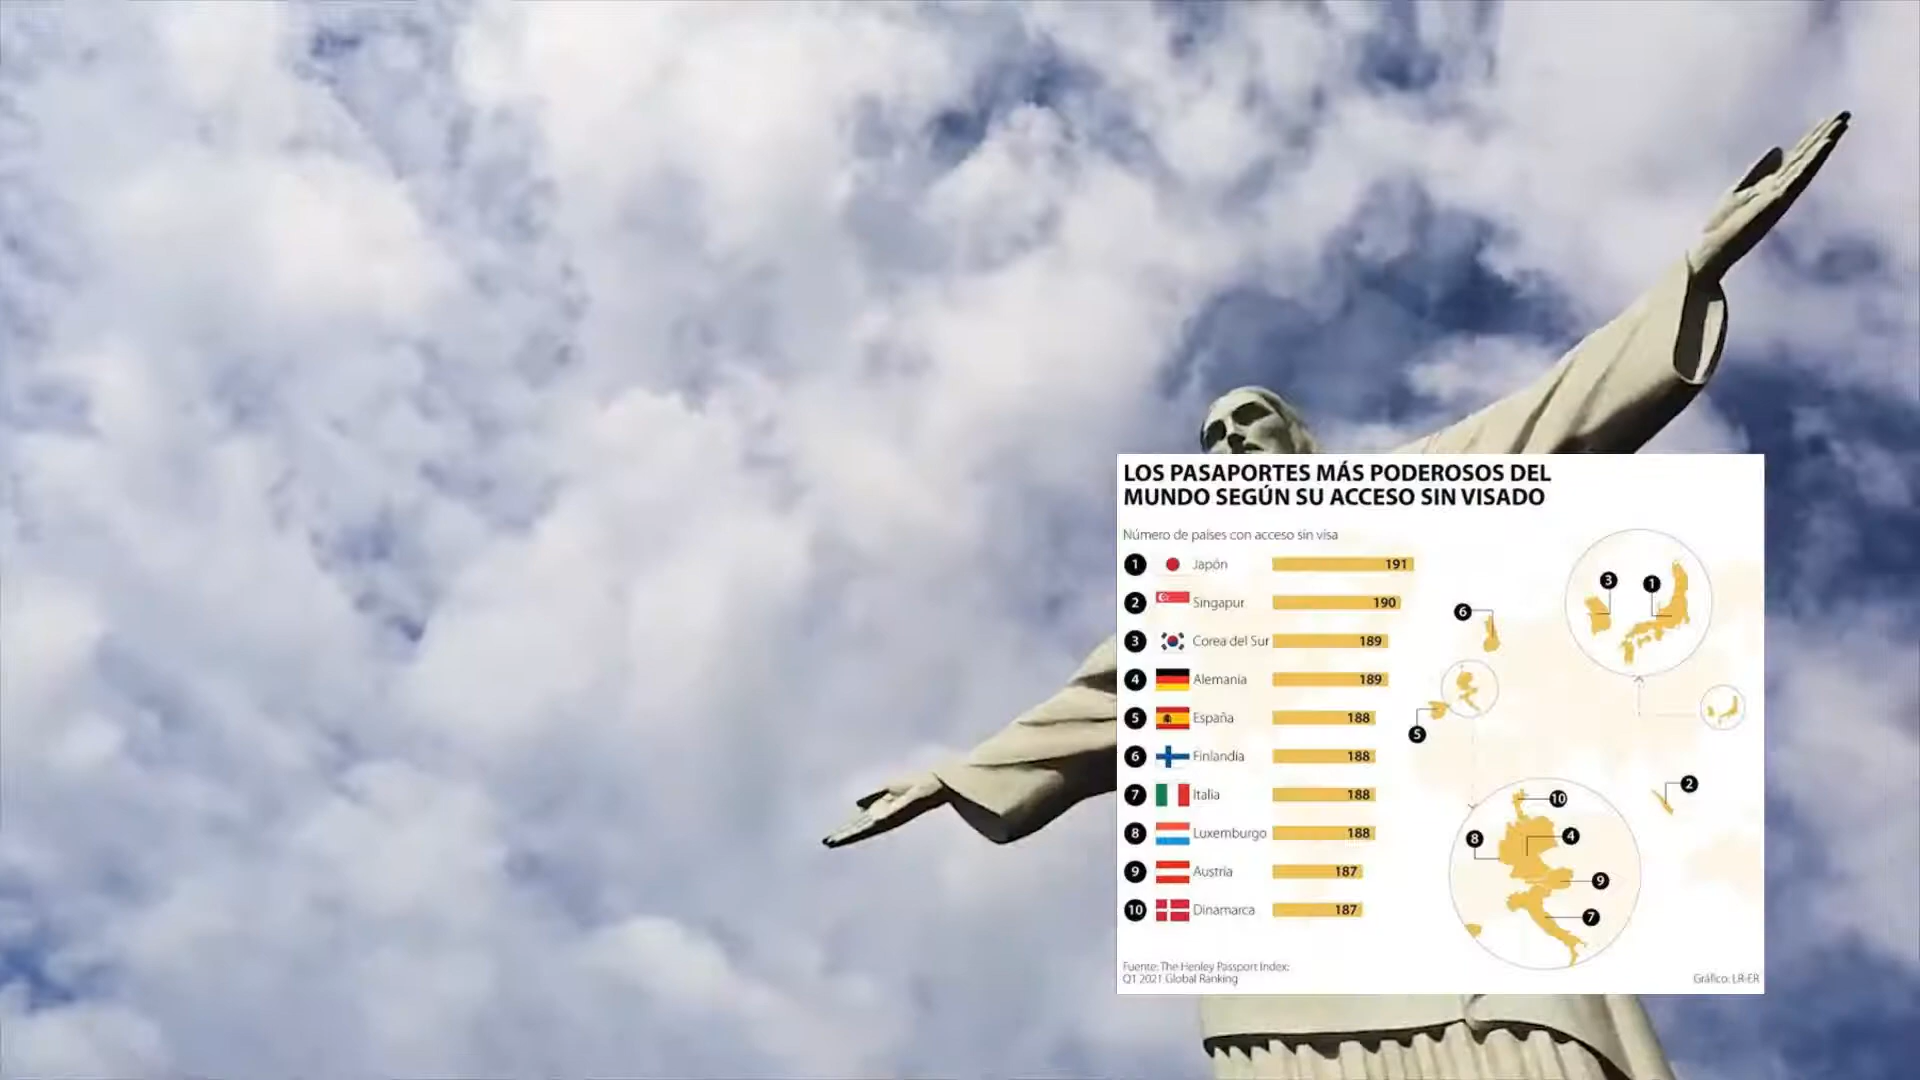 LOS PASAPORTES MÁS PODEROSOS DEL
MUNDO SEGÚN SU ACCESO SIN VISADO
Número de países con acceso sin visa
1 Japón 191
2 Singapur 190
3 Corea del Sur 189
4 Alemania 189
5 España 188
6 Finlandia 188
7 Italia 188
8 Luxemburgo 188
9 Austria 187
10 Dinamarca 187
3 1
6
5
2
10
8 4
9
7
Fuente: The Henley Passport Index:
Q1 2021 Global Ranking
Gráfico: LR-ER